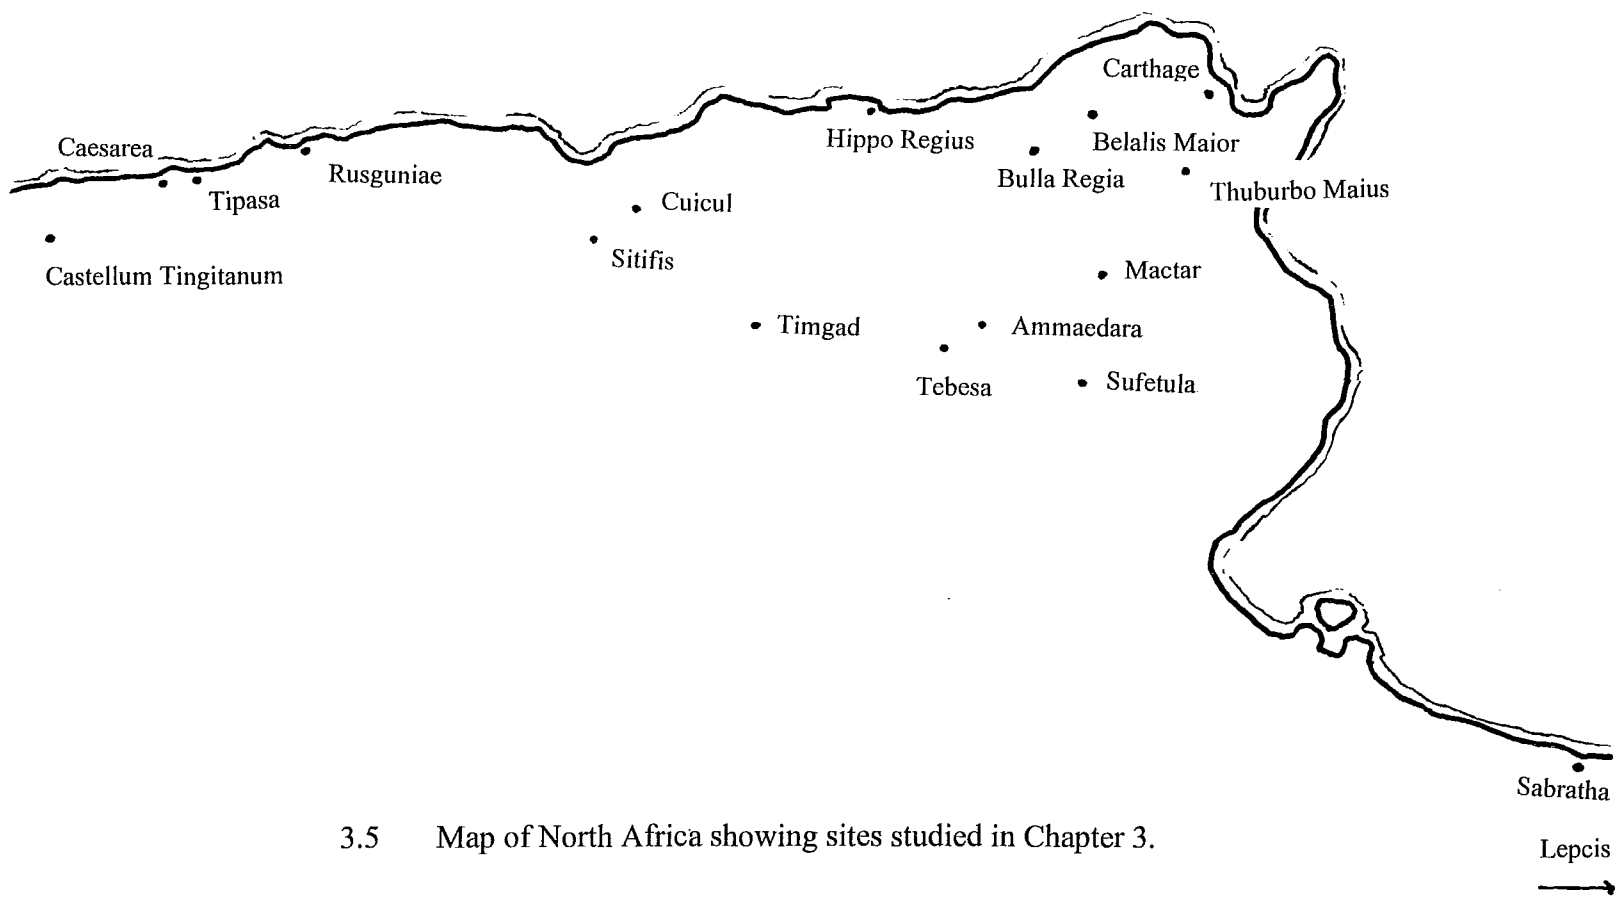 Carthage
Caesarea
Hippo Regius
Belalis Maior
Rusguniae
Bulla Regia
Thuburbo Maius
Tipasa
Cuicul
Sitifis
Castellum Tingitanum
Mactar
Timgad
Ammaedara
Tebesa
Sufetula
Sabratha
3.5 Map of North Africa showing sites studied in Chapter 3.
Lepcis